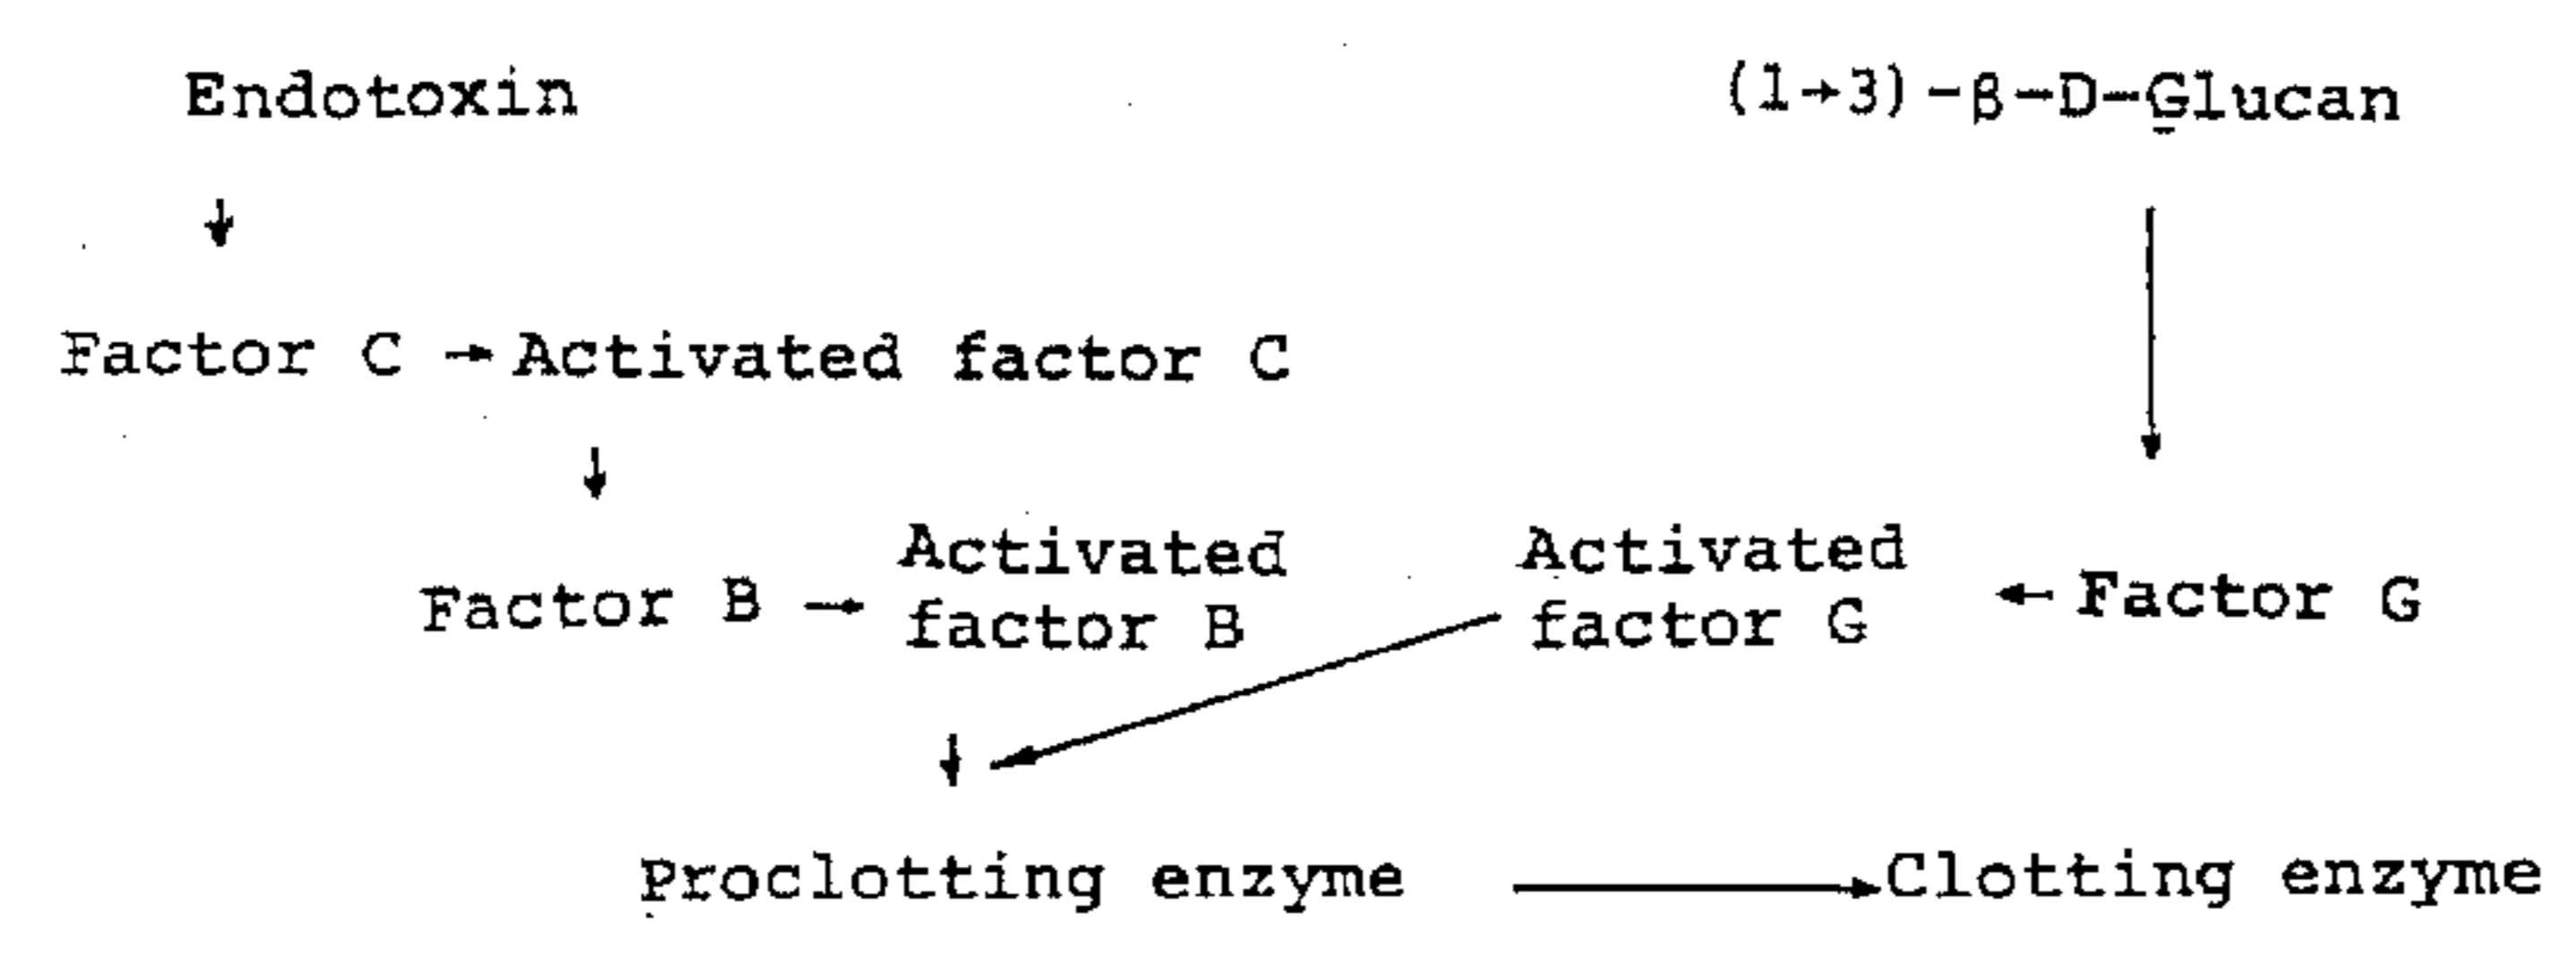 Endotoxin
(1→3)-β-D-Glucan
Factor C → Activated factor C
Factor B → Activated factor B
Activated factor G ← Factor G
Proclotting enzyme → Clotting enzyme